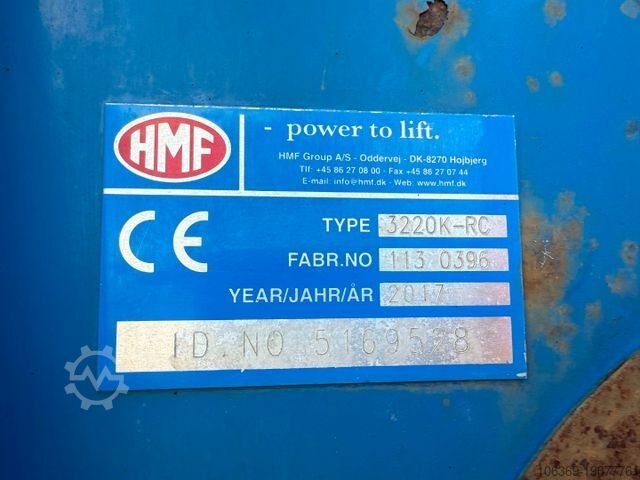 HMF
- power to lift.
HMF Group A/S - Oddervej - DK-8270 Hojbjerg
Tlf: +45 86 27 08 00 - Fax +45 86 27 07 44
E-mail: info@hmf.dk - Web: www.hmf.dk
CE
TYPE 3220K-RC
FABR.NO 113 0396
YEAR/JAHR/ÅR 2017
ID.NO 5169528